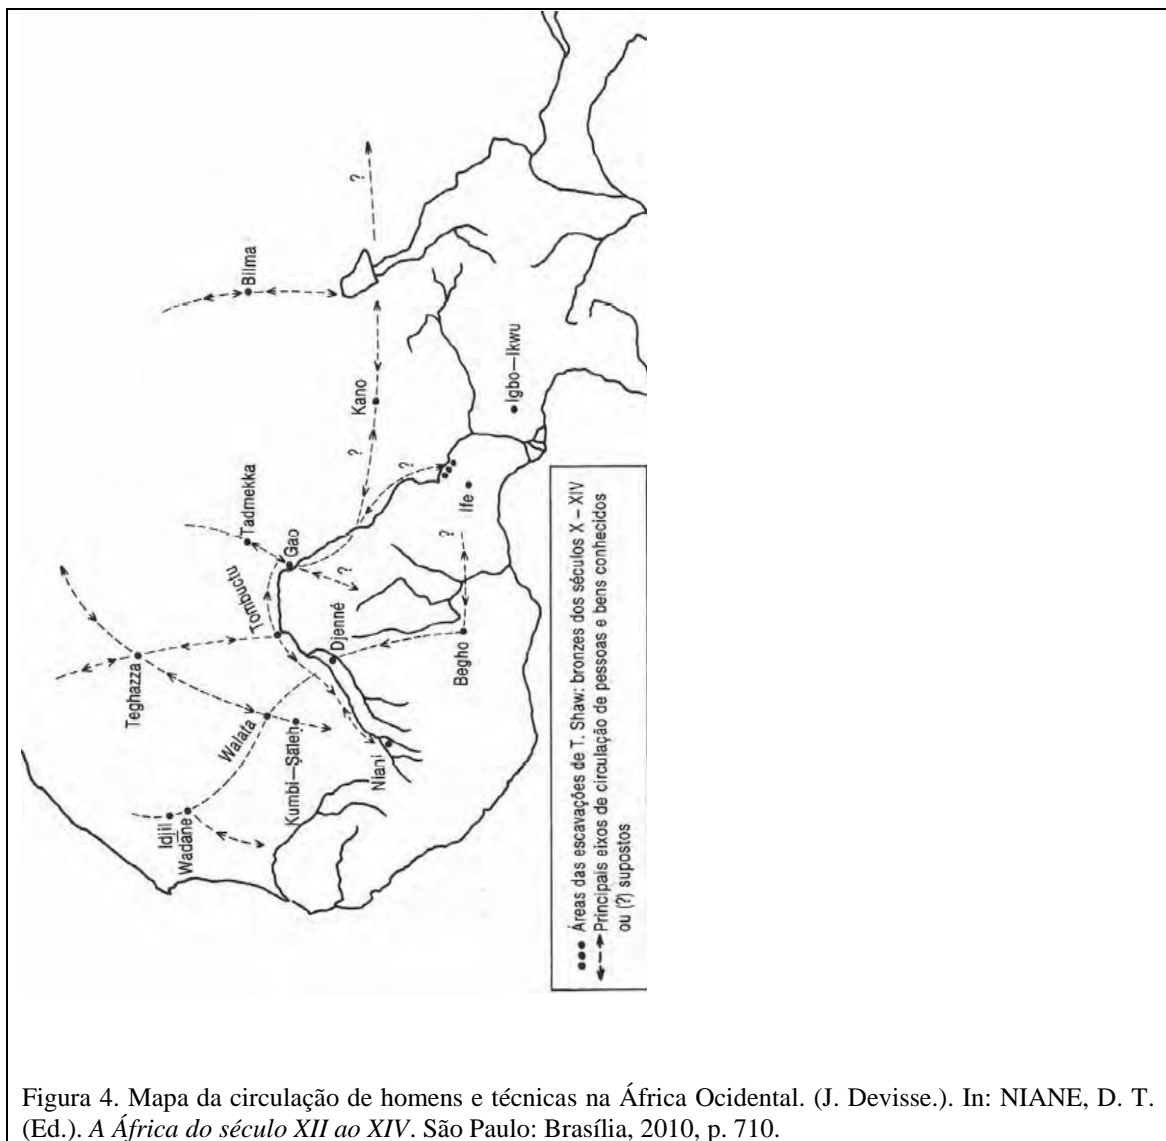 Idjil
Wadane
Teghazza
Walata
Kumbi–Ṣāleḥ
Niani
Tombuctu
Djenné
Tadmekka
Gao
?
Begho
?
Bilma
Kano
?
?
?
Ife
Igbo–Ikwu
Áreas das escavações de T. Shaw: bronzes dos séculos X – XIV
Principais eixos de circulação de pessoas e bens conhecidos
ou (?) supostos
Figura 4. Mapa da circulação de homens e técnicas na África Ocidental. (J. Devisse.). In: NIANE, D. T.
(Ed.). A África do século XII ao XIV. São Paulo: Brasília, 2010, p. 710.